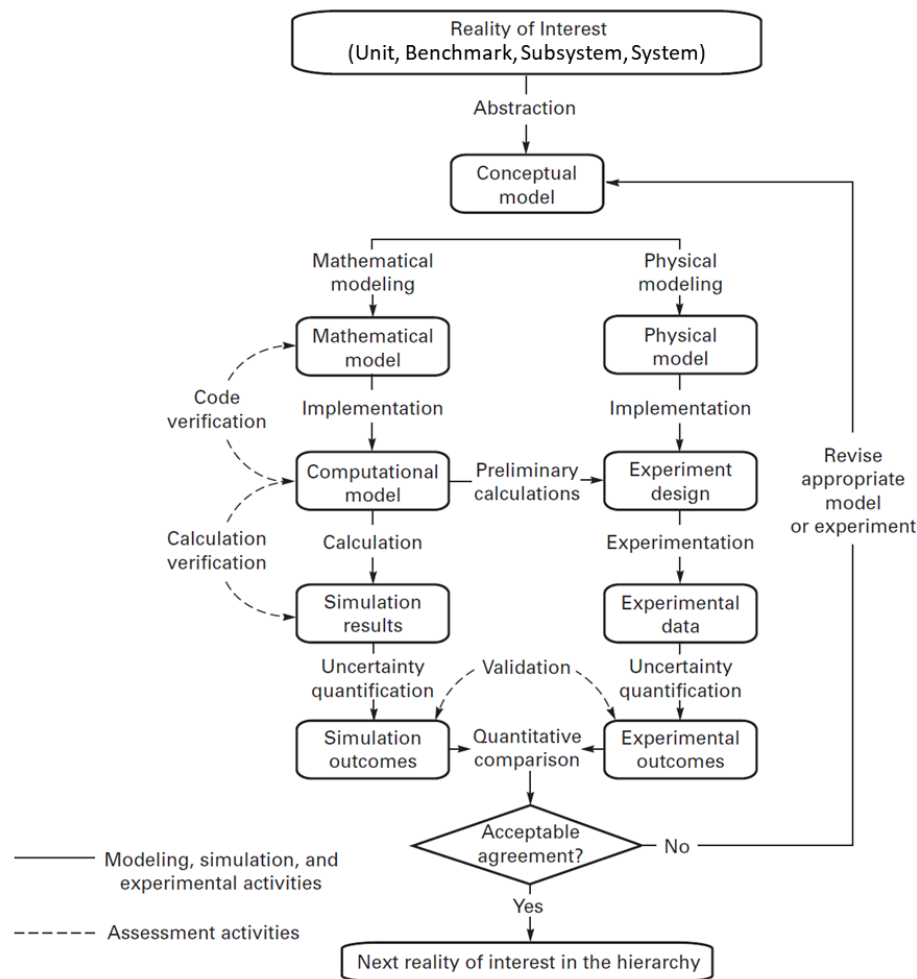 Reality of Interest
(Unit, Benchmark, Subsystem, System)
Abstraction
Conceptual
model
Mathematical
modeling
Physical
modeling
Mathematical
model
Physical
model
Code
verification
Implementation
Implementation
Computational
model
Preliminary
calculations
Experiment
design
Revise
appropriate
model
or experiment
Calculation
verification
Calculation
Experimentation
Simulation
results
Experimental
data
Uncertainty
quantification
Validation
Uncertainty
quantification
Simulation
outcomes
Quantitative
comparison
Experimental
outcomes
Acceptable
agreement?
No
Yes
Modeling, simulation, and
experimental activities
Assessment activities
Next reality of interest in the hierarchy